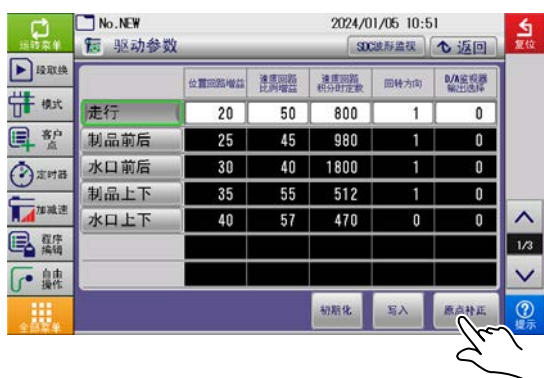 No.NEW 2024/01/05 10:51
运转菜单 驱动参数 SDC波形监视 返回 复位
段取换
位置回路增益 速度回路比例增益 速度回路积分时定数 回转方向 D/A监视器输出选择
模式
走行 20 50 800 1 0
客户点
制品前后 25 45 980 1 0
水口前后 30 40 1800 1 0
定时器
制品上下 35 55 512 1 0
加减速
水口上下 40 57 470 0 0
程序编辑
1/3
自由操作
全部菜单 初期化 写入 原点补正 提示